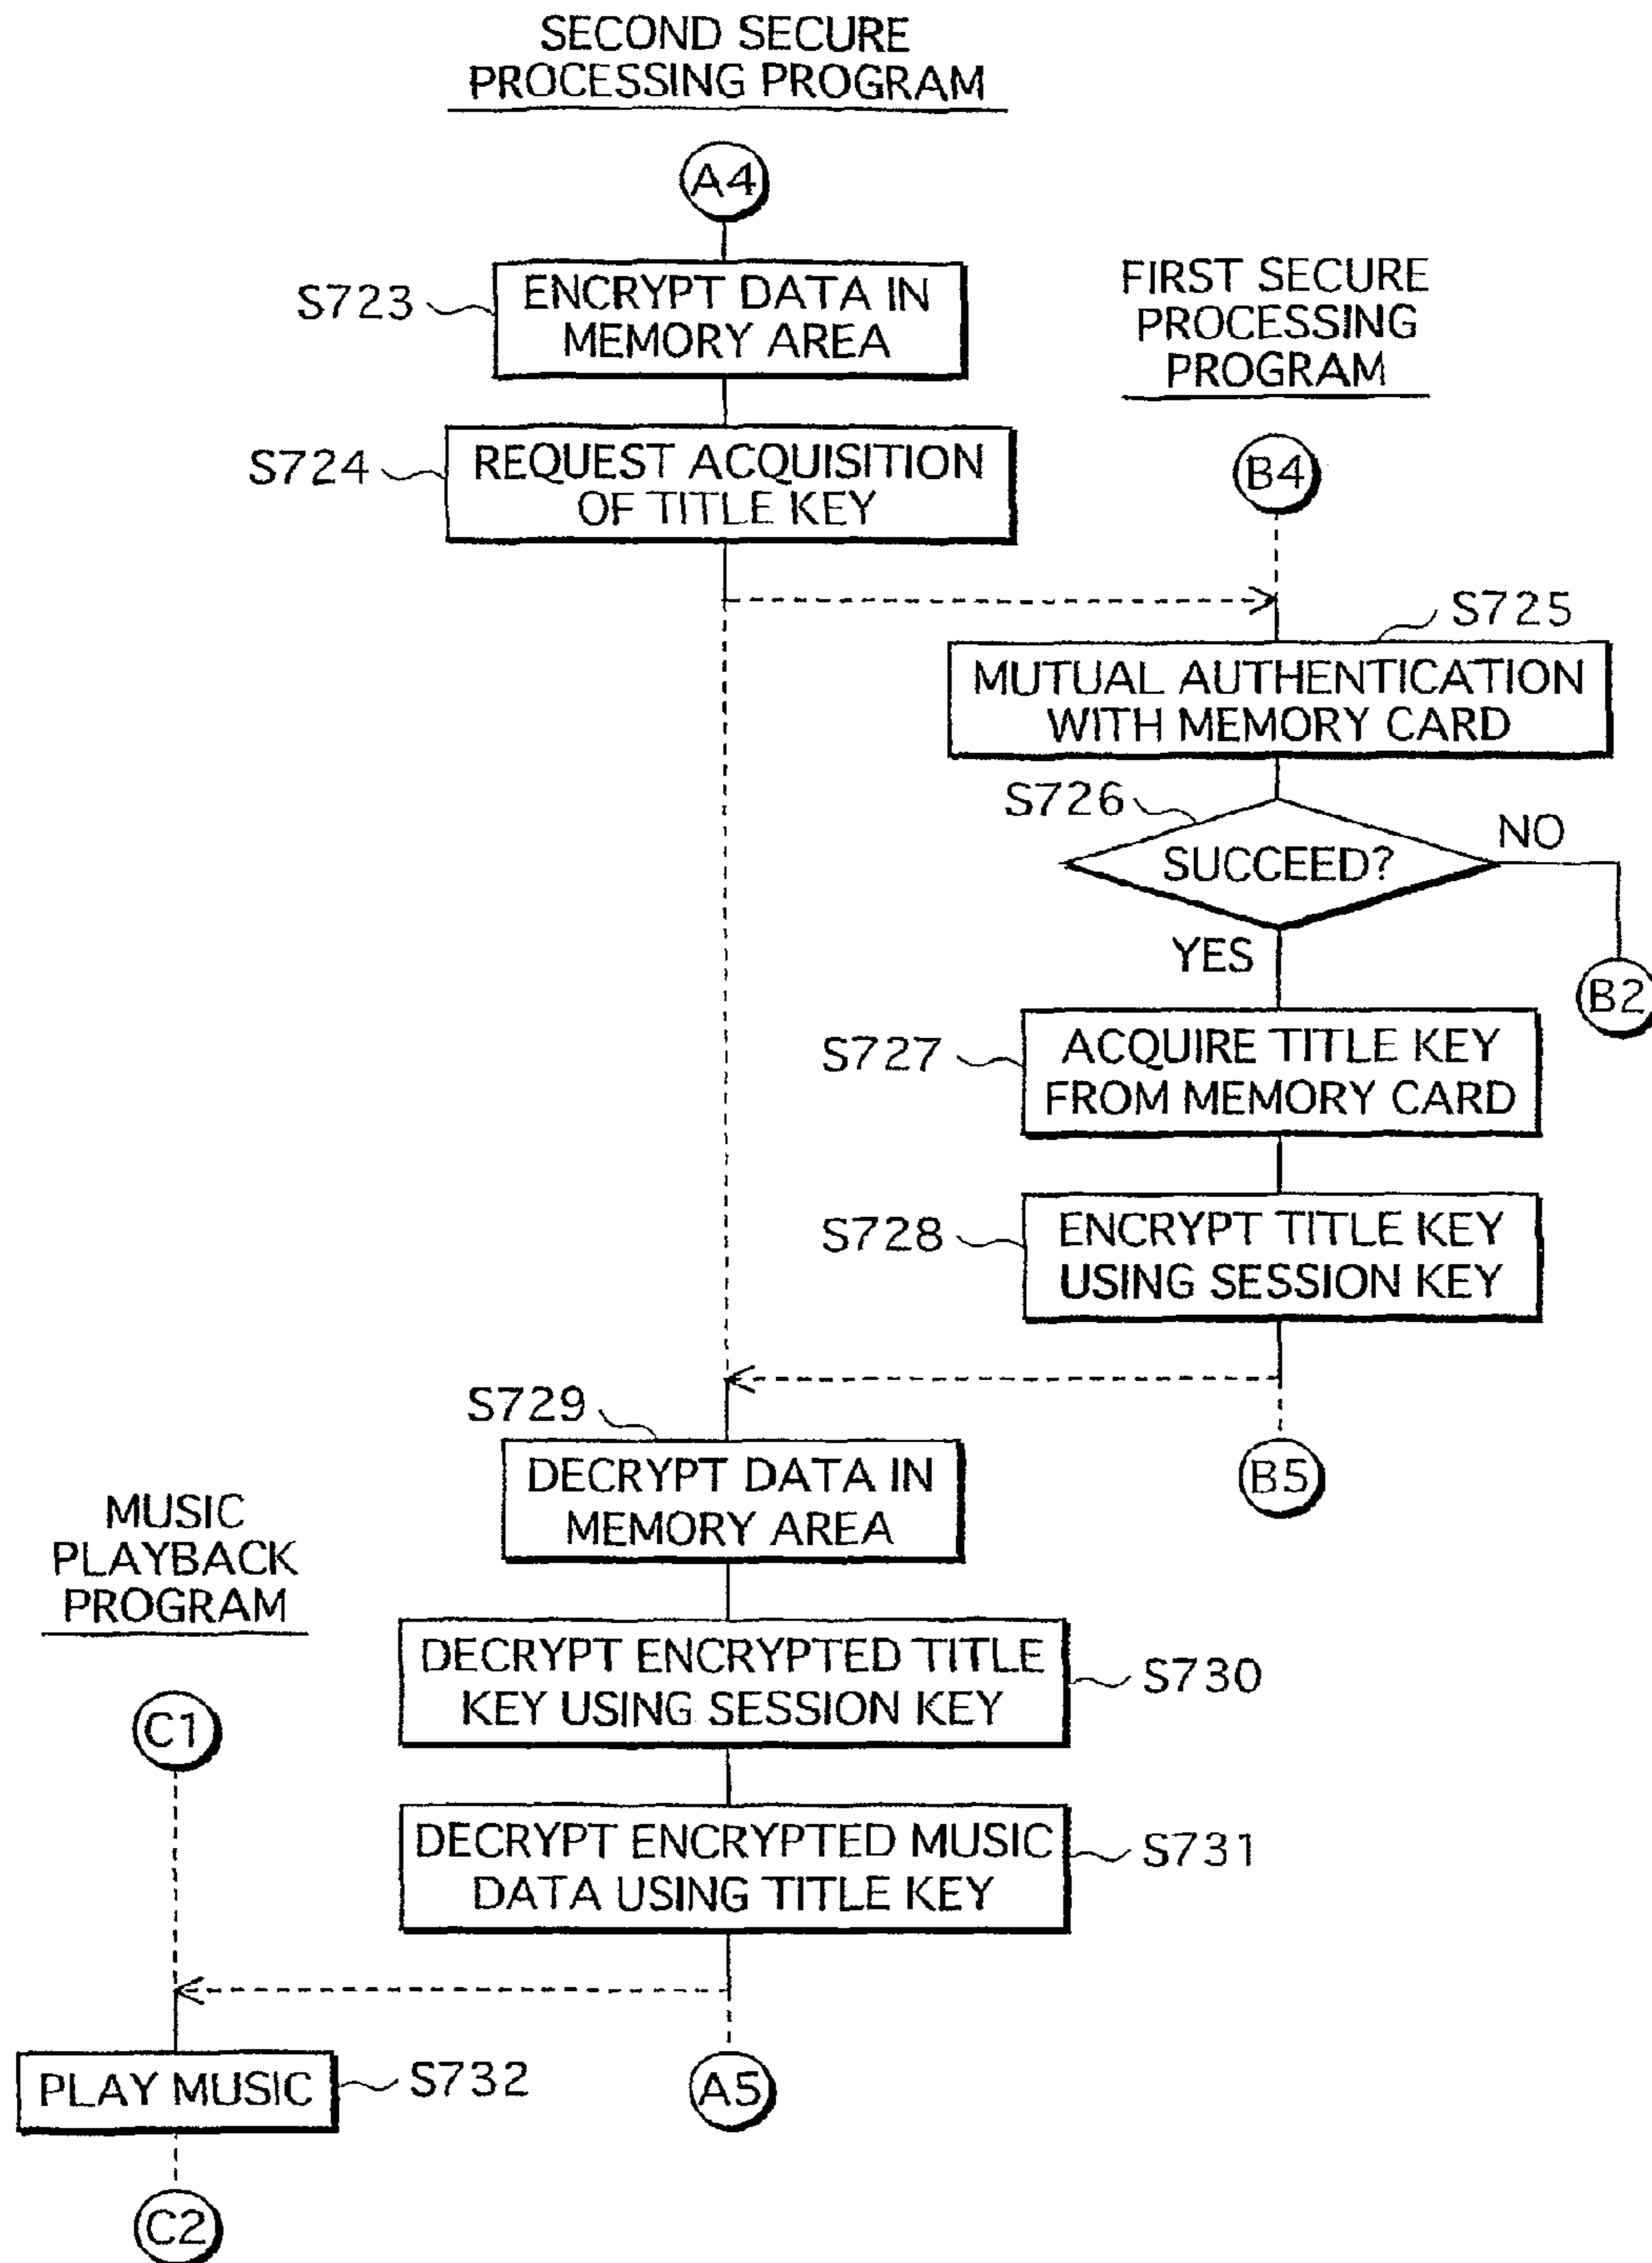 SECOND SECURE
PROCESSING PROGRAM
A4
S723
ENCRYPT DATA IN
MEMORY AREA
FIRST SECURE
PROCESSING
PROGRAM
S724
REQUEST ACQUISITION
OF TITLE KEY
B4
S725
MUTUAL AUTHENTICATION
WITH MEMORY CARD
S726
SUCCEED?
NO
YES
B2
S727
ACQUIRE TITLE KEY
FROM MEMORY CARD
S728
ENCRYPT TITLE KEY
USING SESSION KEY
S729
DECRYPT DATA IN
MEMORY AREA
B5
MUSIC
PLAYBACK
PROGRAM
C1
DECRYPT ENCRYPTED TITLE
KEY USING SESSION KEY
S730
DECRYPT ENCRYPTED MUSIC
DATA USING TITLE KEY
S731
PLAY MUSIC
S732
A5
C2